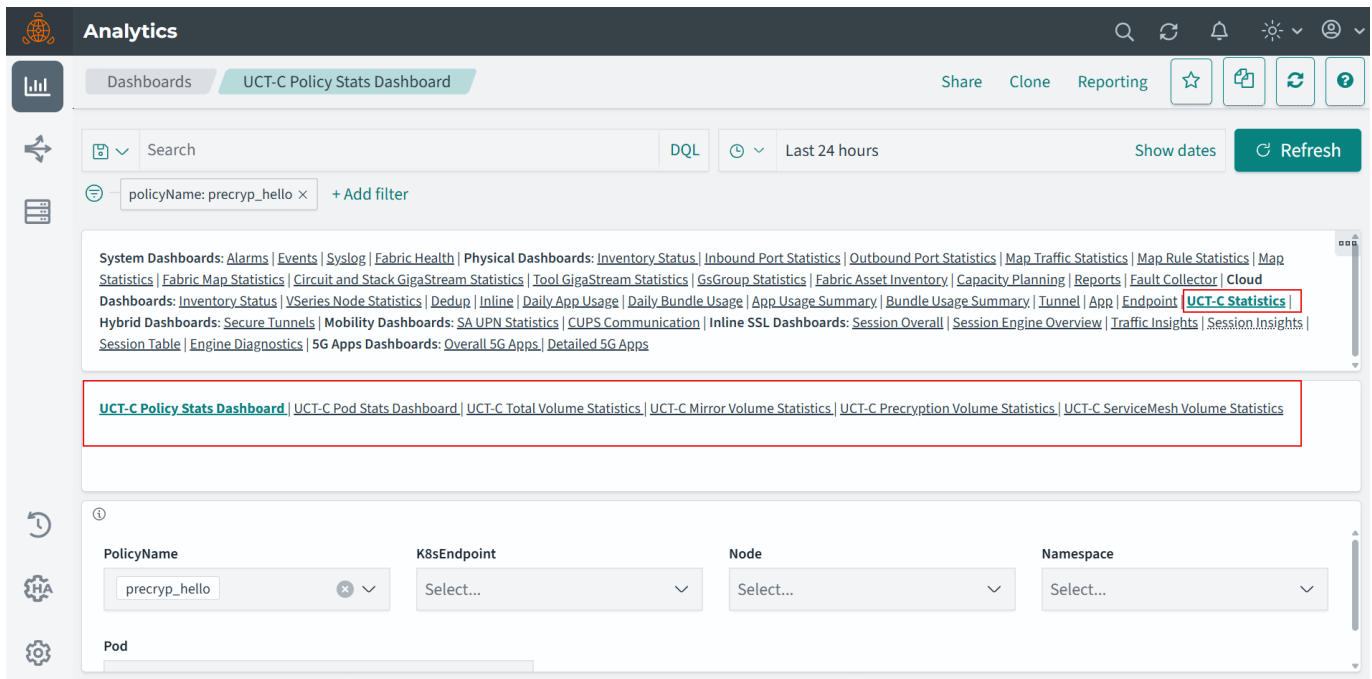 Analytics
Dashboards UCT-C Policy Stats Dashboard Share Clone Reporting
Search DQL Last 24 hours Show dates Refresh
policyName: precryp_hello × + Add filter
System Dashboards: Alarms | Events | Syslog | Fabric Health | Physical Dashboards: Inventory Status | Inbound Port Statistics | Outbound Port Statistics | Map Traffic Statistics | Map Rule Statistics | Map
Statistics | Fabric Map Statistics | Circuit and Stack GigaStream Statistics | Tool GigaStream Statistics | GsGroup Statistics | Fabric Asset Inventory | Capacity Planning | Reports | Fault Collector | Cloud
Dashboards: Inventory Status | VSeries Node Statistics | Dedup | Inline | Daily App Usage | Daily Bundle Usage | App Usage Summary | Bundle Usage Summary | Tunnel | App | Endpoint | UCT-C Statistics |
Hybrid Dashboards: Secure Tunnels | Mobility Dashboards: SA UPN Statistics | CUPS Communication | Inline SSL Dashboards: Session Overall | Session Engine Overview | Traffic Insights | Session Insights |
Session Table | Engine Diagnostics | 5G Apps Dashboards: Overall 5G Apps | Detailed 5G Apps
UCT-C Policy Stats Dashboard | UCT-C Pod Stats Dashboard | UCT-C Total Volume Statistics | UCT-C Mirror Volume Statistics | UCT-C Precryption Volume Statistics | UCT-C ServiceMesh Volume Statistics
PolicyName K8sEndpoint Node Namespace
precryp_hello Select... Select... Select...
Pod
HA